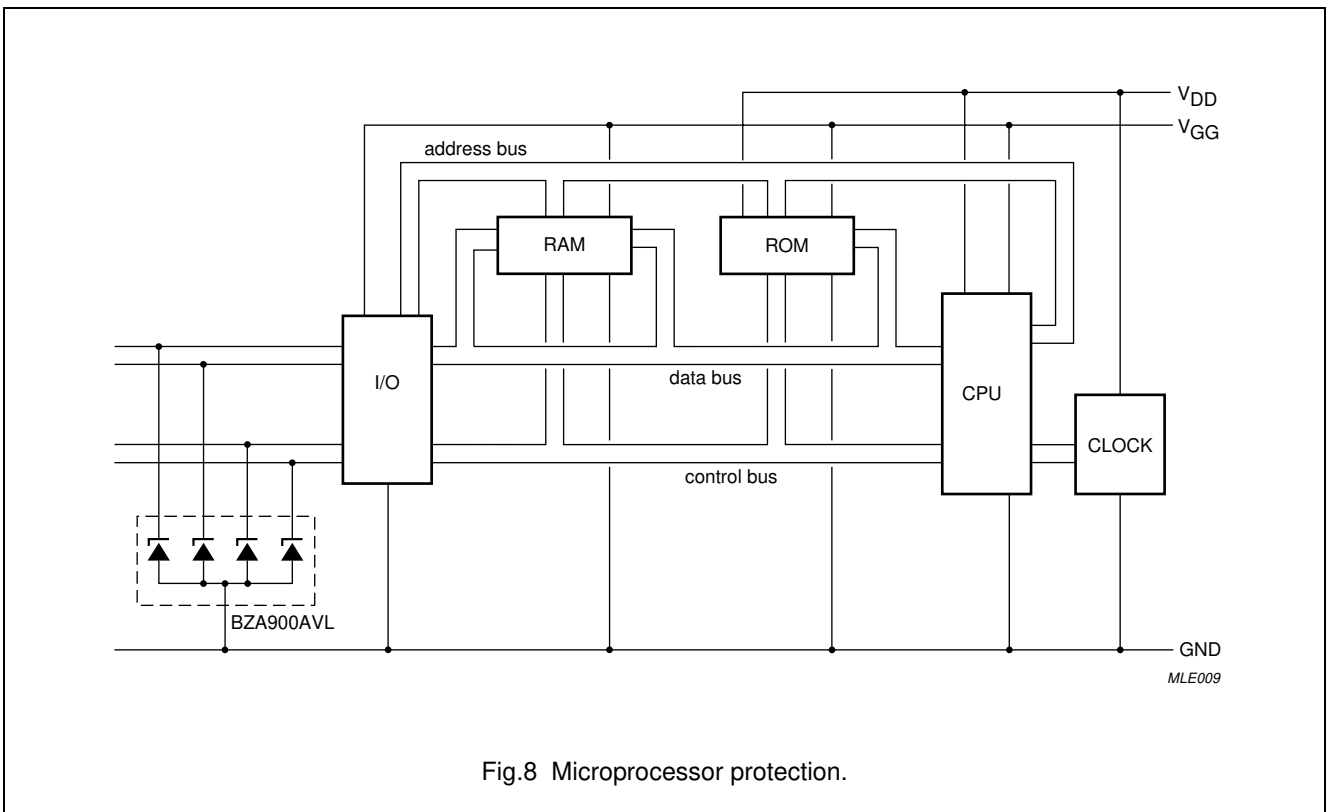 VDD
VGG
address bus
RAM
ROM
I/O
data bus
CPU
CLOCK
control bus
BZA900AVL
GND
MLE009
Fig.8 Microprocessor protection.